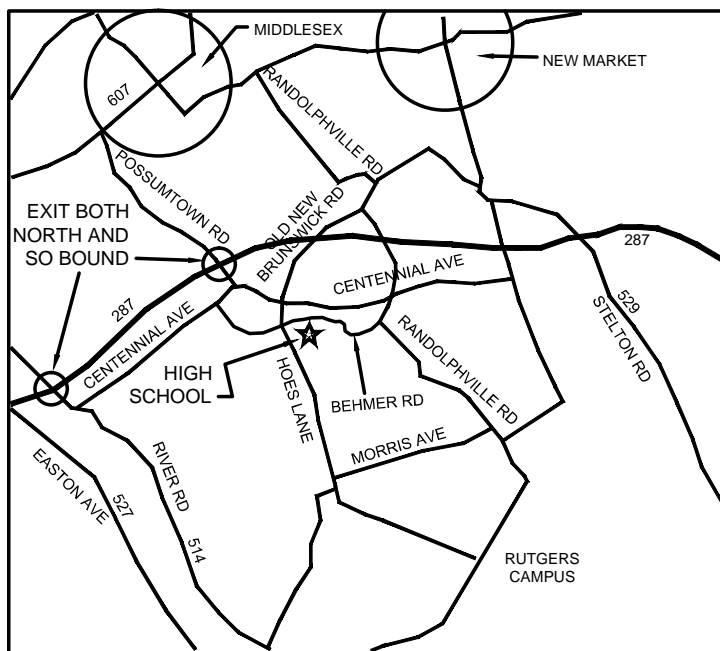 MIDDLESEX
NEW MARKET
607
RANDOLPHVILLE RD
POSSUMTOWN RD
OLD NEW
BRUNSWICK RD
EXIT BOTH
NORTH AND
SO BOUND
287
CENTENNIAL AVE
287
CENTENNIAL AVE
529
STELTON RD
HIGH
SCHOOL
HOES LANE
BEHMER RD
RANDOLPHVILLE RD
MORRIS AVE
EASTON AVE
527
RIVER RD
514
RUTGERS
CAMPUS